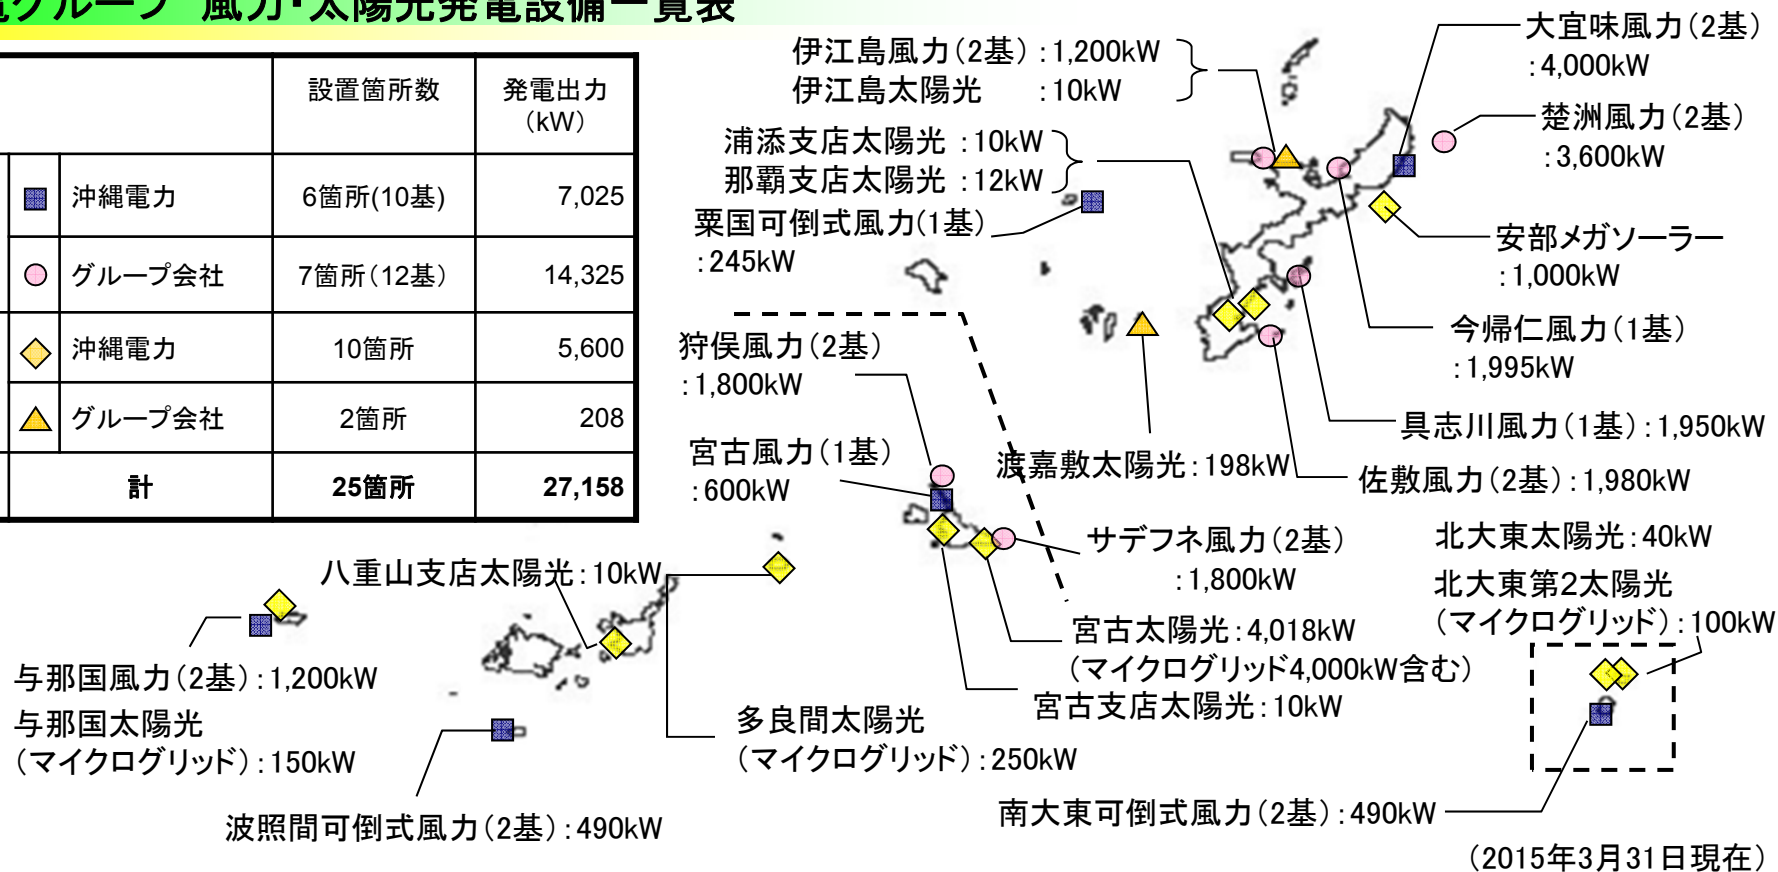 電グループ 風力・太陽光発電設備一覧表
設置箇所数 発電出力
（kW）
沖縄電力 6箇所(10基) 7,025
グループ会社 7箇所（12基） 14,325
沖縄電力 10箇所 5,600
グループ会社 2箇所 208
計 25箇所 27,158
伊江島風力（2基）：1,200kW
伊江島太陽光 ：10kW
浦添支店太陽光 ：10kW
那覇支店太陽光 ：12kW
粟国可倒式風力（1基）
：245kW
大宜味風力（2基）
：4,000kW
楚洲風力（2基）
：3,600kW
安部メガソーラー
：1,000kW
今帰仁風力（1基）
：1,995kW
具志川風力（1基）：1,950kW
佐敷風力（2基）：1,980kW
渡嘉敷太陽光：198kW
狩俣風力（2基）
：1,800kW
宮古風力（1基）
：600kW
サデフネ風力（2基）
：1,800kW
宮古太陽光：4,018kW
（マイクログリッド4,000kW含む）
宮古支店太陽光：10kW
北大東太陽光：40kW
北大東第2太陽光
（マイクログリッド）：100kW
八重山支店太陽光：10kW
与那国風力（2基）：1,200kW
与那国太陽光
（マイクログリッド）：150kW
多良間太陽光
（マイクログリッド）：250kW
波照間可倒式風力（2基）：490kW
南大東可倒式風力（2基）：490kW
（2015年3月31日現在）